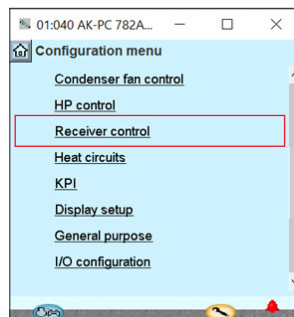 01:040 AK-PC 782A...
Configuration menu
Condenser fan control
HP control
Receiver control
Heat circuits
KPI
Display setup
General purpose
I/O configuration